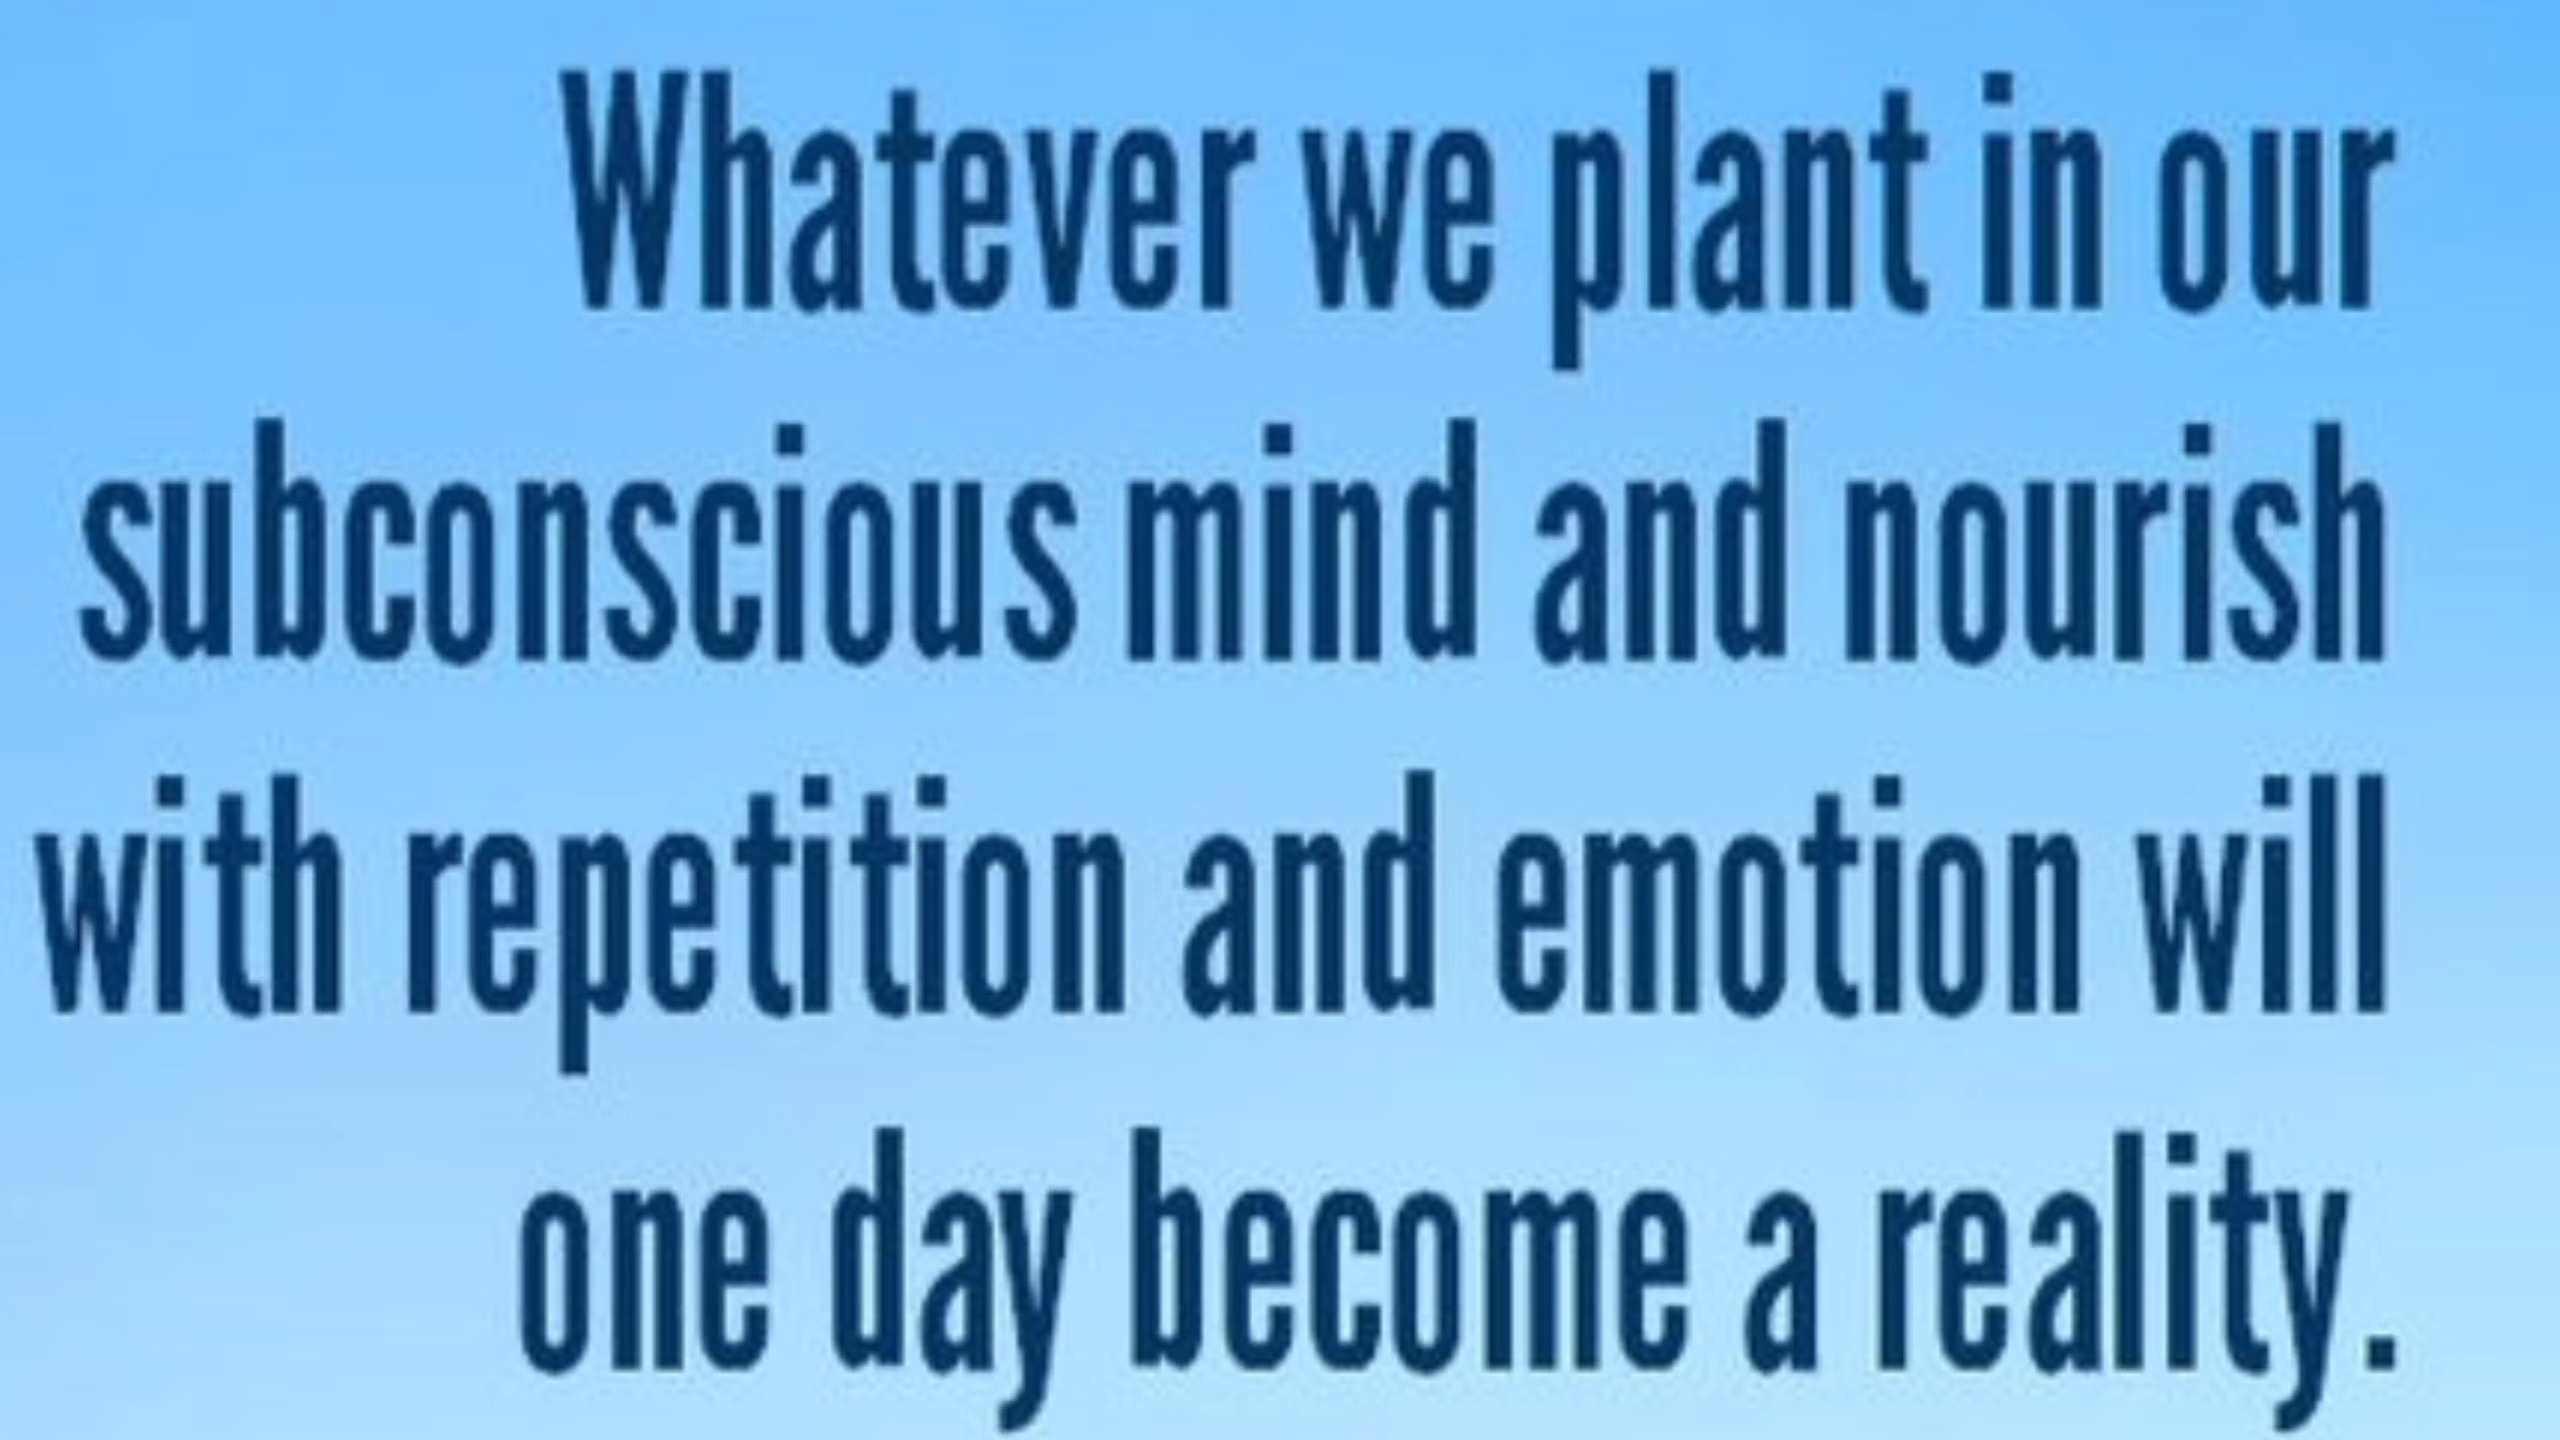 Whatever we plant in our
subconscious mind and nourish
with repetition and emotion will
one day become a reality.